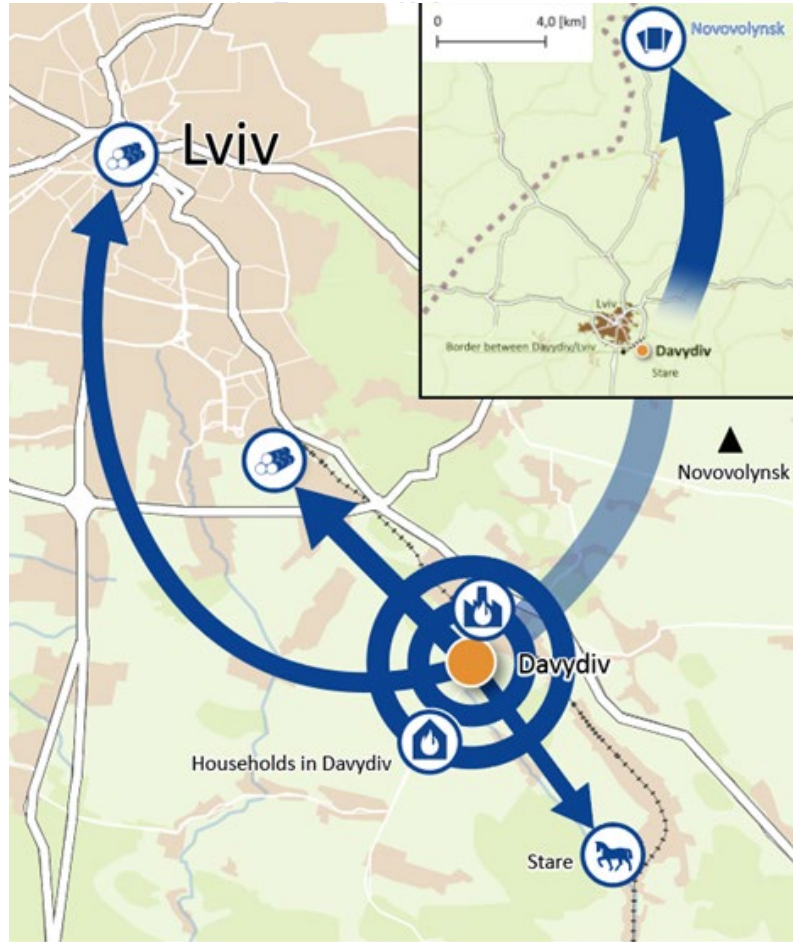 0
4,0 [km]
Novovolynsk
Lviv
Lviv
Border between Davydiv/Lviv
Davydiv
Stare
Novovolynsk
Davydiv
Households in Davydiv
Stare